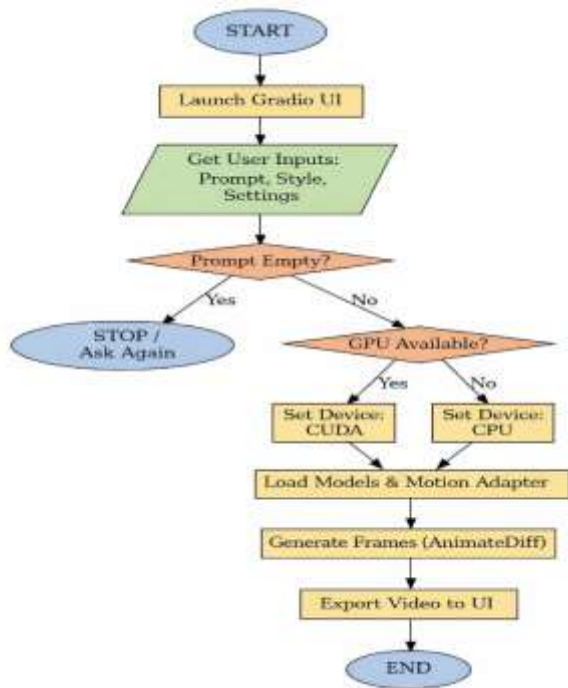 START
Launch Gradio UI
Get User Inputs:
Prompt, Style,
Settings
Prompt Empty?
Yes
No
STOP /
Ask Again
GPU Available?
Yes
No
Set Device:
CUDA
Set Device:
CPU
Load Models & Motion Adapter
Generate Frames (AnimateDiff)
Export Video to UI
END